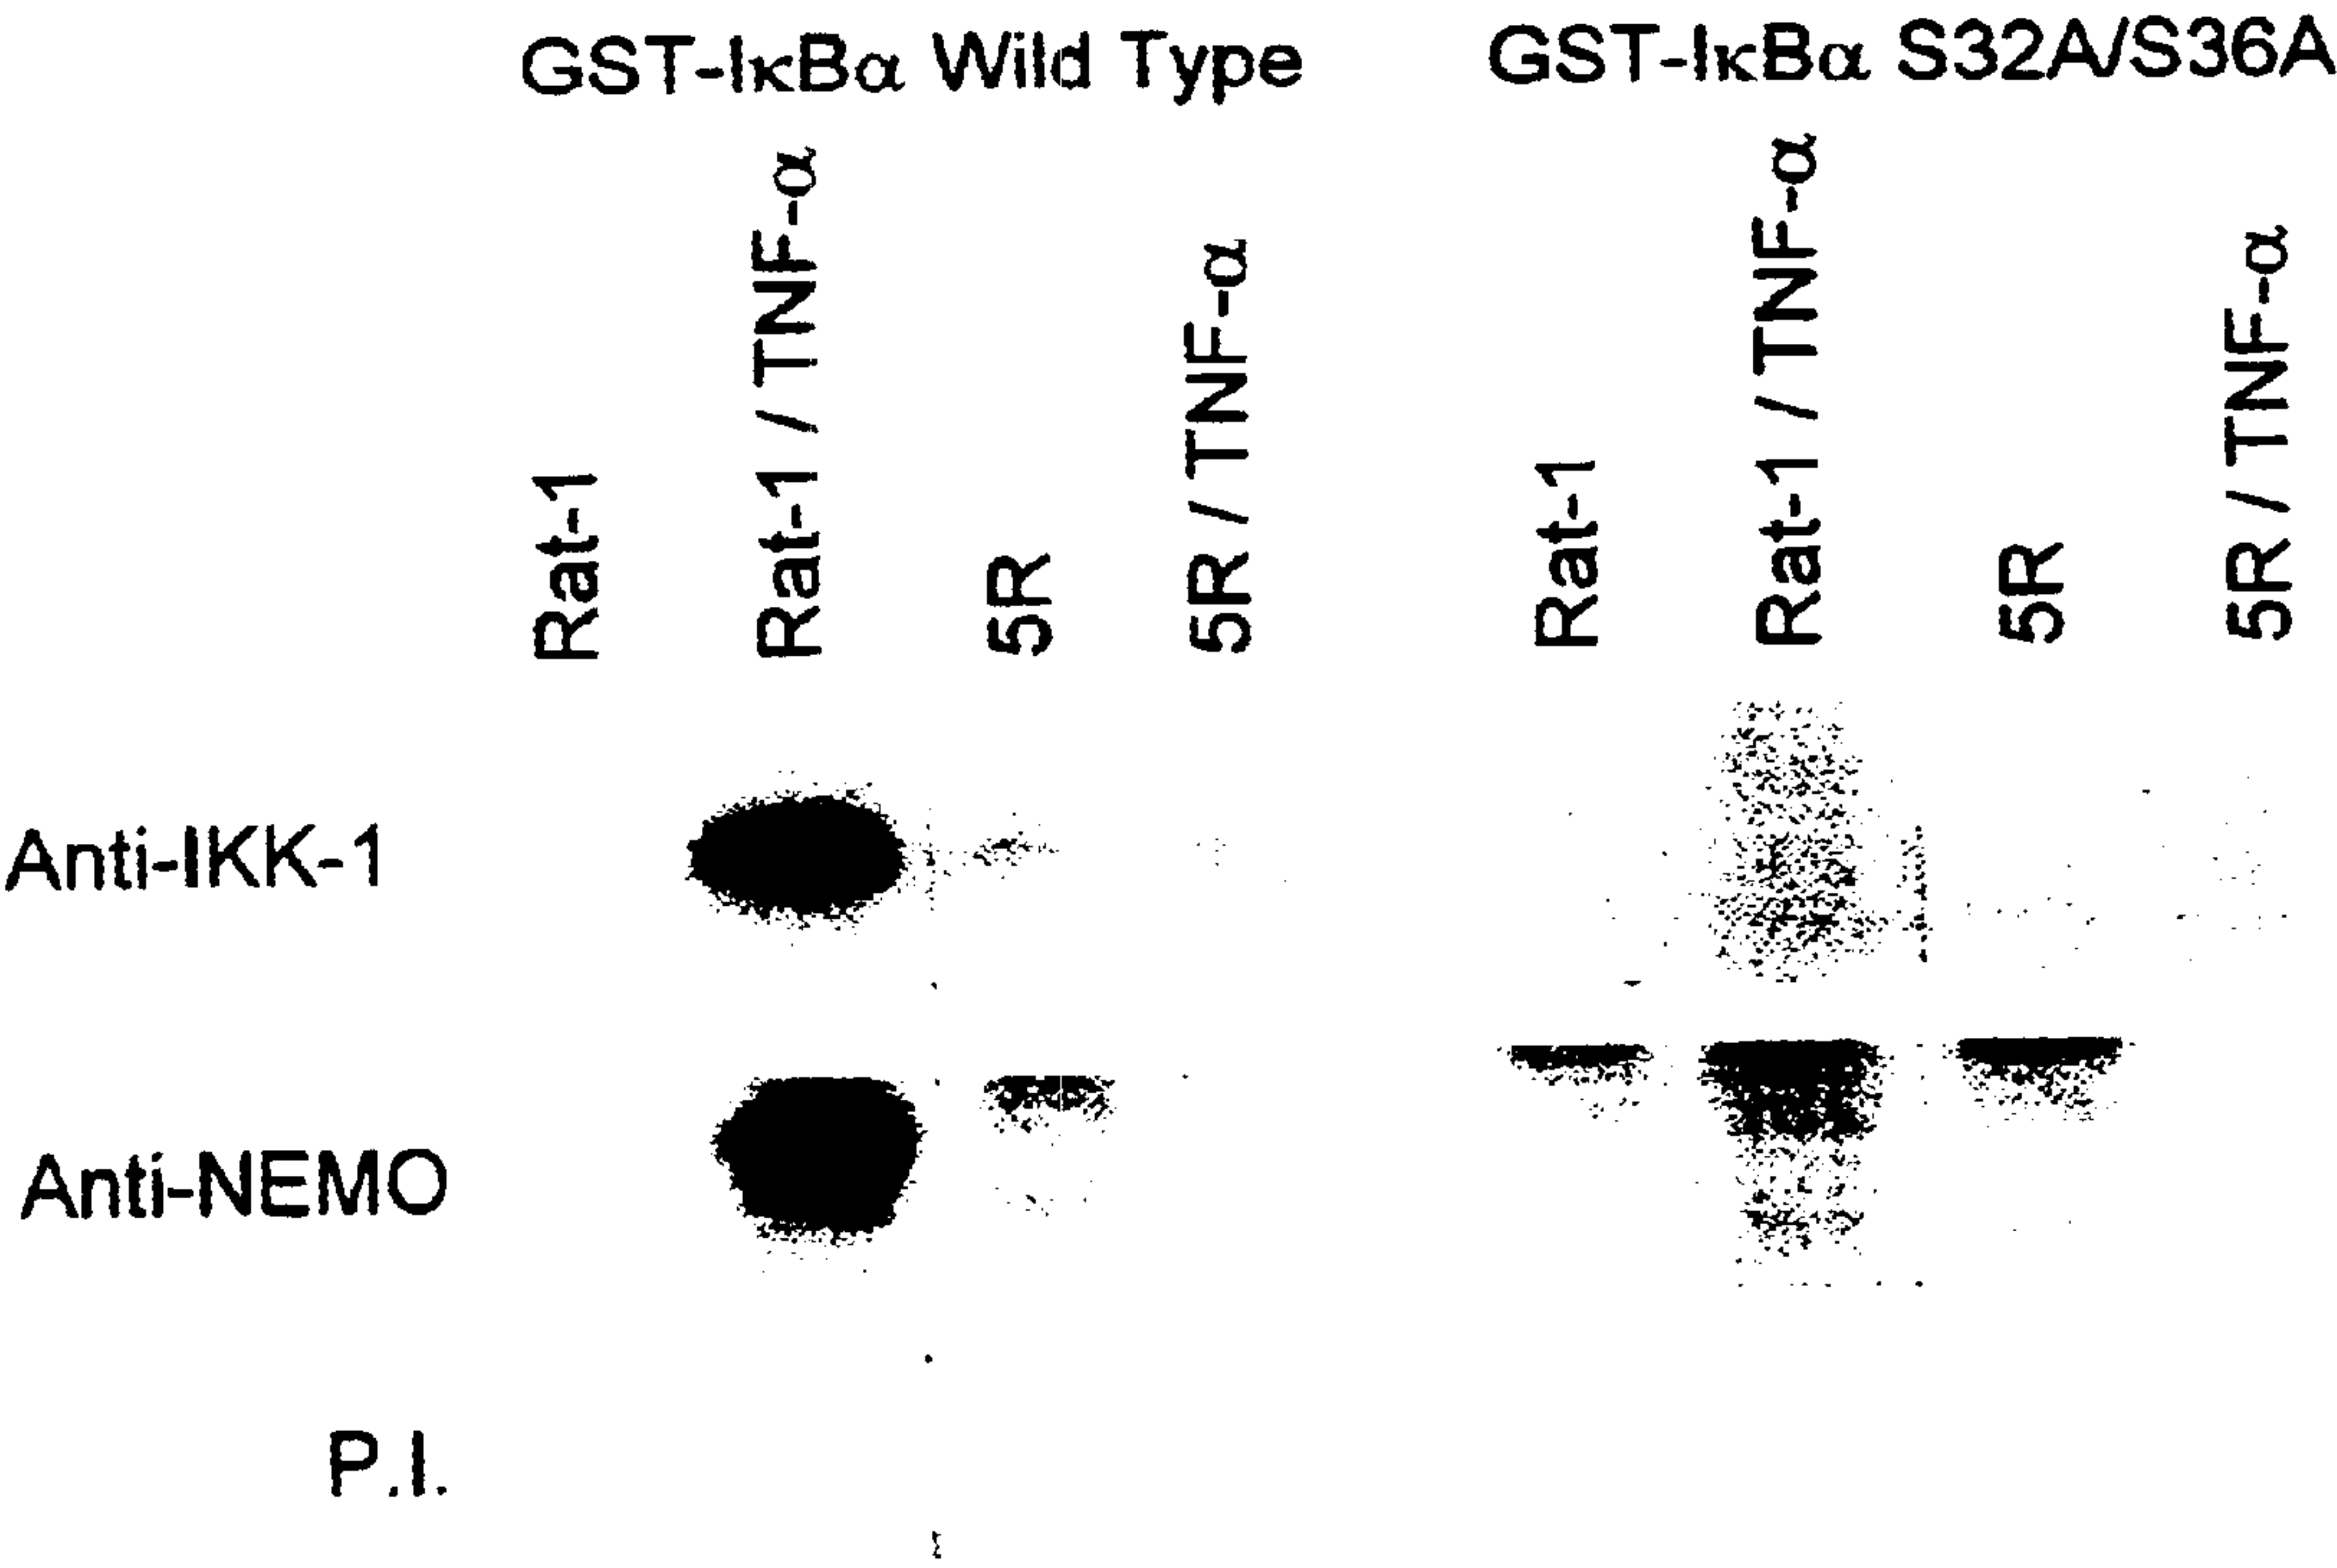 GST-IκBα Wild Type
GST-IκBα S32A/S36A
Rat-1
Rat-1 / TNF-α
5R
5R / TNF-α
Rat-1
Rat-1 / TNF-α
5R
5R / TNF-α
Anti-IKK-1
Anti-NEMO
P.I.